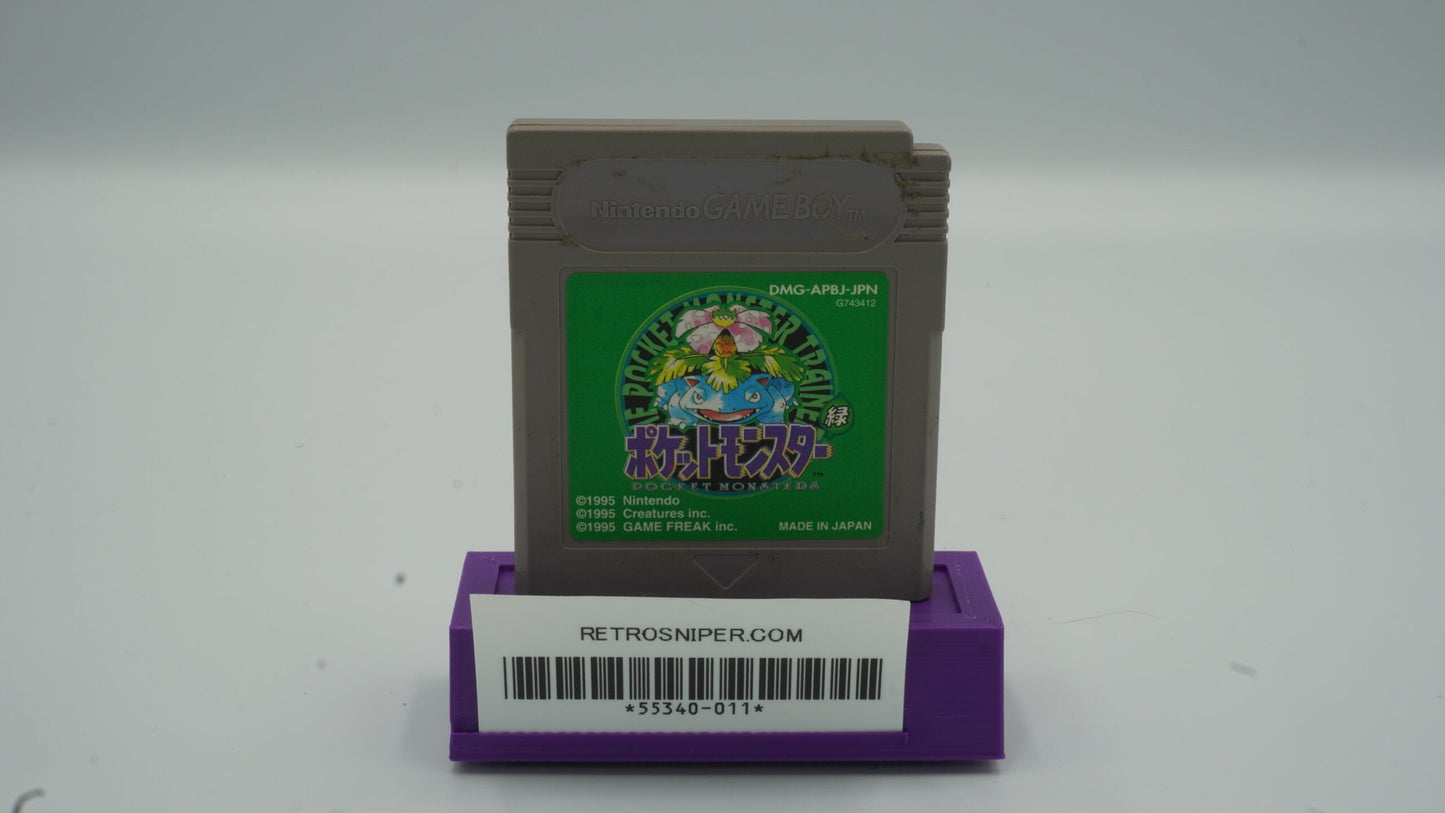 Nintendo GAME BOY TM
DMG-APBJ-JPN
G743412
POCKET MONSTER TRAINER
緑
ポケットモンスター
TM
POCKET MONSTERS
©1995 Nintendo
©1995 Creatures inc.
©1995 GAME FREAK inc.
MADE IN JAPAN
RETROSNIPER.COM
*55340-011*